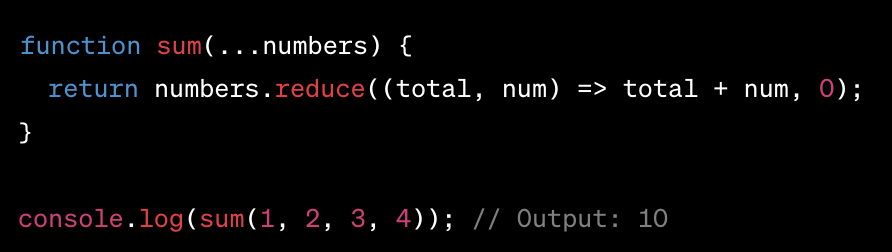 function sum(...numbers) {
  return numbers.reduce((total, num) => total + num, 0);
}
console.log(sum(1, 2, 3, 4)); // Output: 10